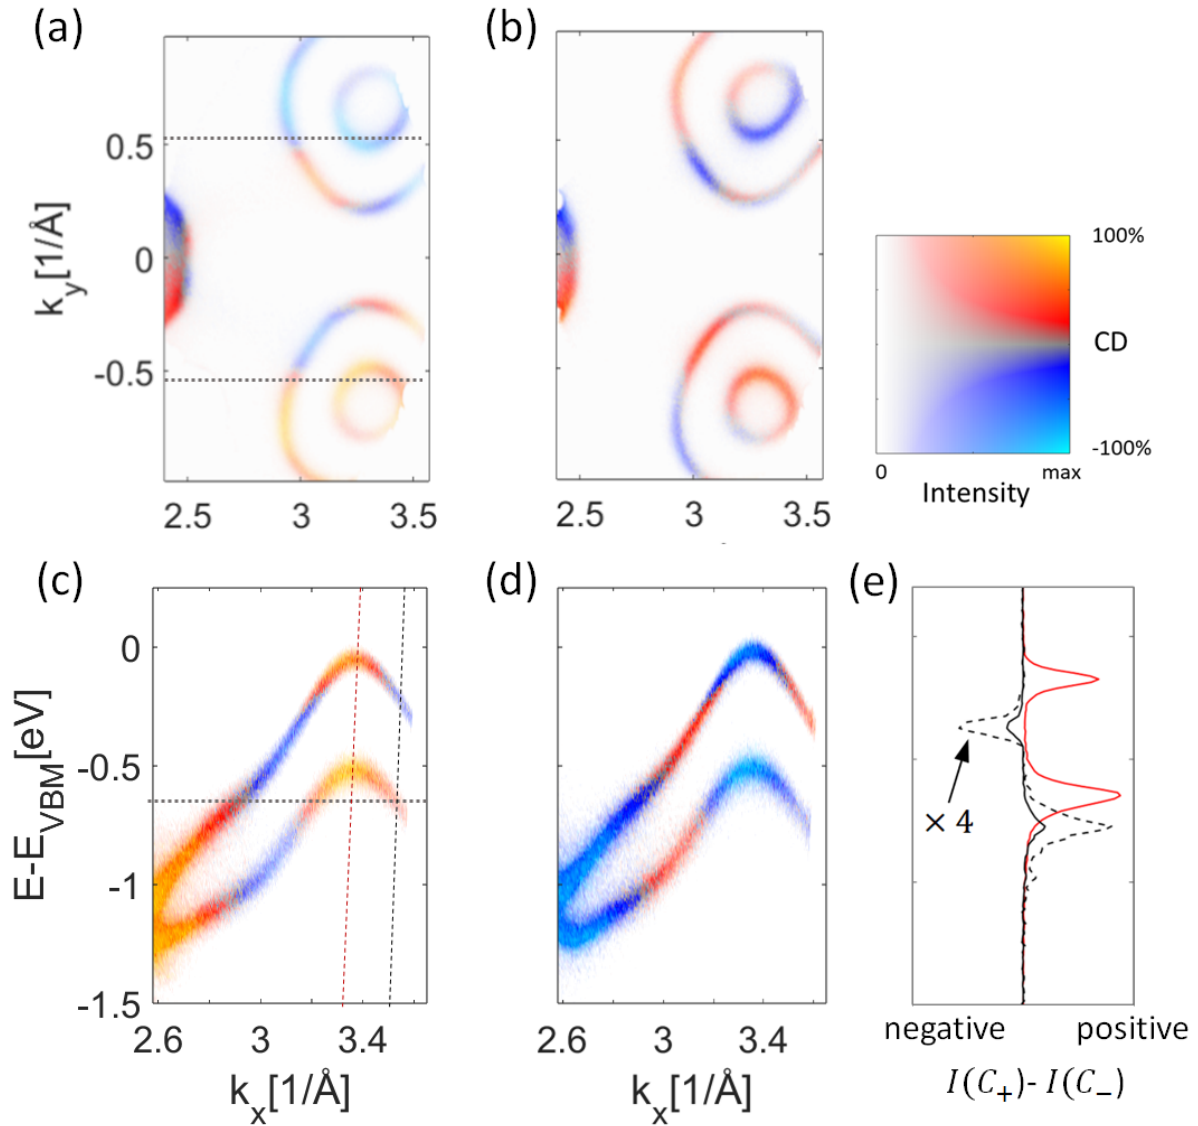 (a)
(b)
0.5
0
-0.5
k_y[1/Å]
2.5 3 3.5
2.5 3 3.5
100%
CD
-100%
0 max
Intensity
(c)
(d)
(e)
0
-0.5
-1
-1.5
E-E_VBM[eV]
× 4
2.6 3 3.4
2.6 3 3.4
k_x[1/Å]
k_x[1/Å]
negative positive
I(C₊)- I(C₋)